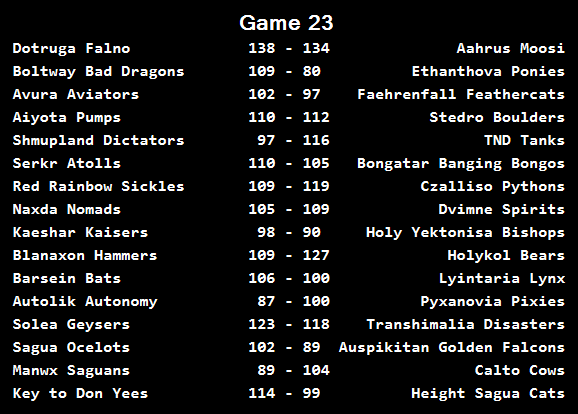 Game 23
Dotruga Falno 138 - 134 Aahrus Moosi
Boltway Bad Dragons 109 - 80 Ethanthova Ponies
Avura Aviators 102 - 97 Faehrenfall Feathercats
Aiyota Pumps 110 - 112 Stedro Boulders
Shmupland Dictators 97 - 116 TND Tanks
Serkr Atolls 110 - 105 Bongatar Banging Bongos
Red Rainbow Sickles 109 - 119 Czalliso Pythons
Naxda Nomads 105 - 109 Dvimne Spirits
Kaeshar Kaisers 98 - 90 Holy Yektonisa Bishops
Blanaxon Hammers 109 - 127 Holykol Bears
Barsein Bats 106 - 100 Lyintaria Lynx
Autolik Autonomy 87 - 100 Pyxanovia Pixies
Solea Geysers 123 - 118 Transhimalia Disasters
Sagua Ocelots 102 - 89 Auspikitan Golden Falcons
Manwx Saguans 89 - 104 Calto Cows
Key to Don Yees 114 - 99 Height Sagua Cats